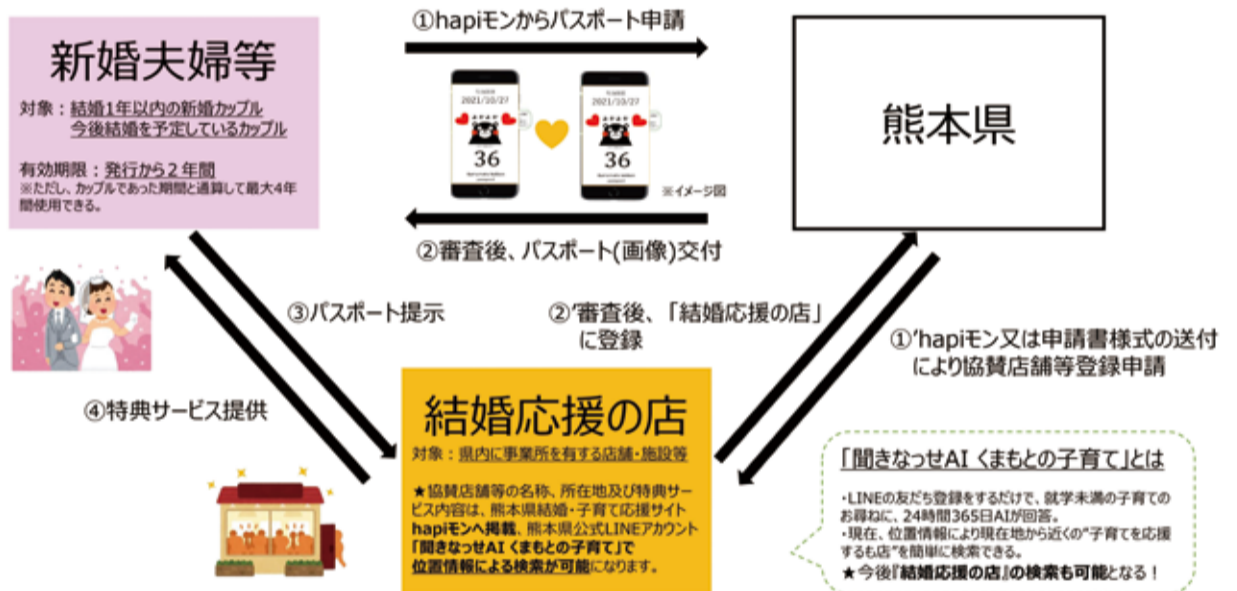 ①hapiモンからパスポート申請
新婚夫婦等
対象：結婚1年以内の新婚カップル
今後結婚を予定しているカップル
有効期限：発行から２年間
※ただし、カップルであった期間と通算して最大4年
間使用できる。
2021/10/27
36
2021/10/27
36
※イメージ図
熊本県
②審査後、パスポート(画像)交付
③パスポート提示
②’審査後、「結婚応援の店」
に登録
①’hapiモン又は申請書様式の送付
により協賛店舗等登録申請
④特典サービス提供
結婚応援の店
対象：県内に事業所を有する店舗・施設等
★協賛店舗等の名称、所在地及び特典サー
ビス内容は、熊本県結婚・子育て応援サイト
hapiモンへ掲載、熊本県公式LINEアカウント
「聞きなっせAI くまもとの子育て」で
位置情報による検索が可能になります。
「聞きなっせAI くまもとの子育て」とは
・LINEの友だち登録をするだけで、就学未満の子育ての
お尋ねに、24時間365日AIが回答。
・現在、位置情報により現在地から近くの”子育てを応援
するも店”を簡単に検索できる。
★今後『結婚応援の店』の検索も可能となる！